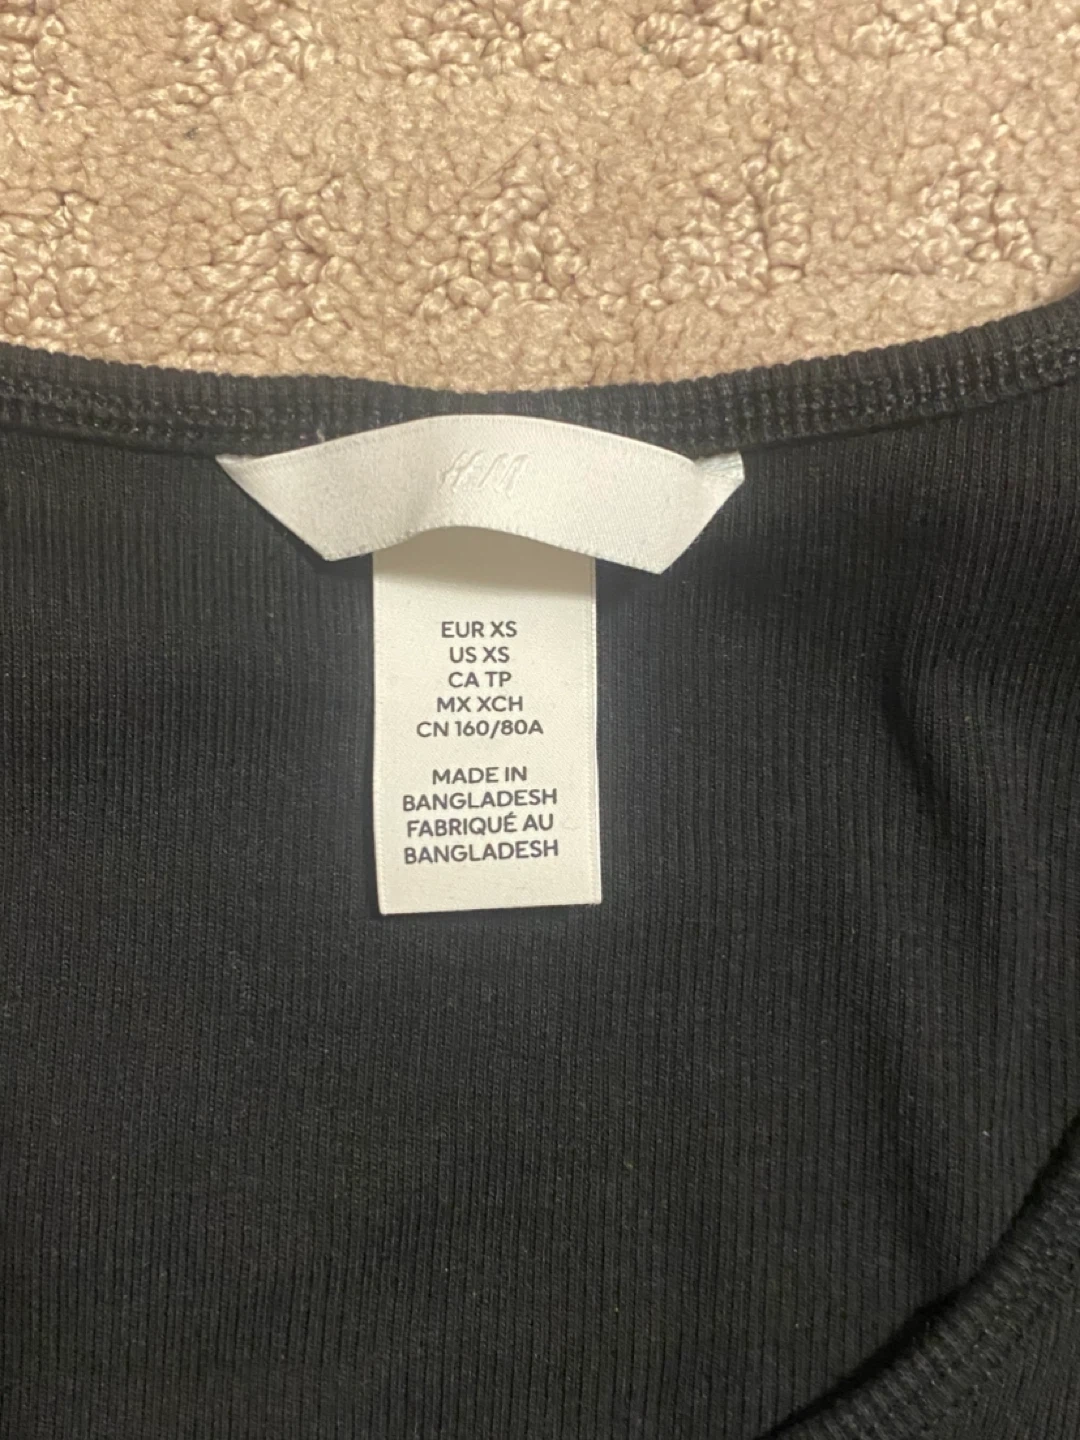 H&M
EUR XS
US XS
CA TP
MX XCH
CN 160/80A
MADE IN
BANGLADESH
FABRIQUÉ AU
BANGLADESH